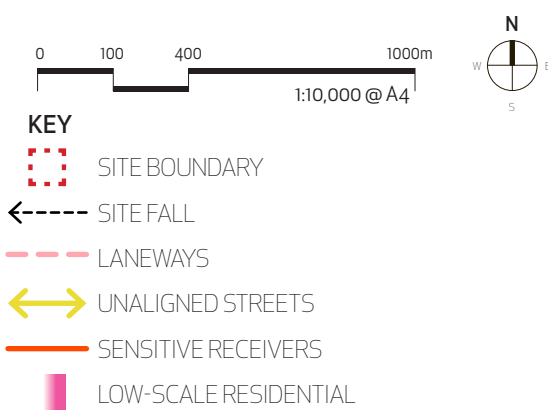 N
0 100 400 1000m
W E
1:10,000 @ A4
S
KEY
SITE BOUNDARY
SITE FALL
LANEWAYS
UNALIGNED STREETS
SENSITIVE RECEIVERS
LOW-SCALE RESIDENTIAL